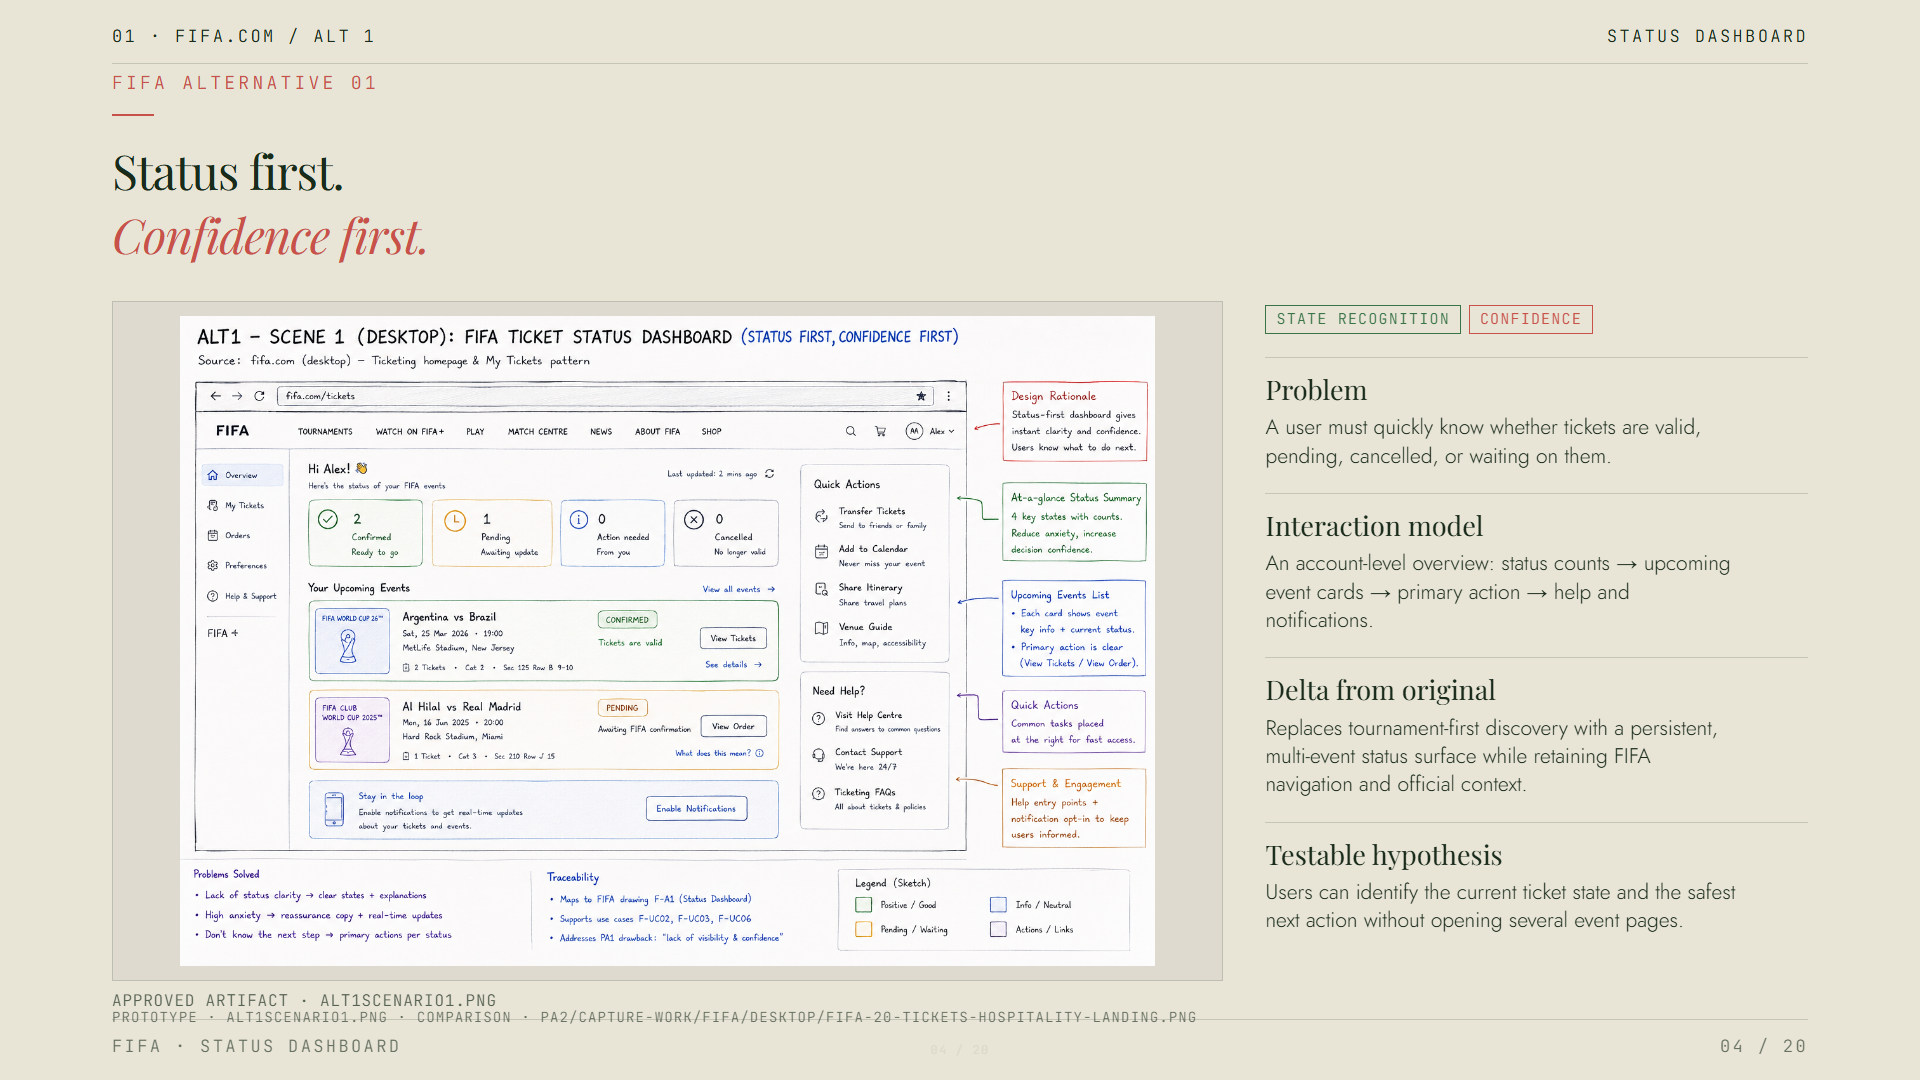 01 · FIFA.COM / ALT 1
STATUS DASHBOARD
FIFA ALTERNATIVE 01
Status first.
Confidence first.
ALT1 – SCENE 1 (DESKTOP): FIFA TICKET STATUS DASHBOARD (STATUS FIRST, CONFIDENCE FIRST)
Source: fifa.com (desktop) – Ticketing homepage & My Tickets pattern
fifa.com/tickets
FIFA
TOURNAMENTS
WATCH ON FIFA+
PLAY
MATCH CENTRE
NEWS
ABOUT FIFA
SHOP
AA
Alex
Overview
My Tickets
Orders
Preferences
Help & Support
FIFA +
Hi Alex! 👋
Here's the status of your FIFA events
Last updated: 2 mins ago
2
Confirmed
Ready to go
1
Pending
Awaiting update
0
Action needed
From you
0
Cancelled
No longer valid
Your Upcoming Events
View all events →
FIFA WORLD CUP 26™
Argentina vs Brazil
Sat, 25 Mar 2026 • 19:00
MetLife Stadium, New Jersey
2 Tickets • Cat 2 • Sec 125 Row B 9-10
CONFIRMED
Tickets are valid
View Tickets
See details →
FIFA CLUB
WORLD CUP 2025™
Al Hilal vs Real Madrid
Mon, 16 Jun 2025 • 20:00
Hard Rock Stadium, Miami
1 Ticket • Cat 3 • Sec 210 Row J 15
PENDING
Awaiting FIFA confirmation
View Order
What does this mean?
Stay in the loop
Enable notifications to get real-time updates
about your tickets and events.
Enable Notifications
Quick Actions
Transfer Tickets
Send to friends or family
Add to Calendar
Never miss your event
Share Itinerary
Share travel plans
Venue Guide
Info, map, accessibility
Need Help?
Visit Help Centre
Find answers to common questions
Contact Support
We're here 24/7
Ticketing FAQs
All about tickets & policies
Design Rationale
Status-first dashboard gives
instant clarity and confidence.
Users know what to do next.
At-a-glance Status Summary
4 key states with counts.
Reduce anxiety, increase
decision confidence.
Upcoming Events List
• Each card shows event
key info + current status.
• Primary action is clear
(View Tickets / View Order).
Quick Actions
Common tasks placed
at the right for fast access.
Support & Engagement
Help entry points +
notification opt-in to keep
users informed.
Problems Solved
• Lack of status clarity → clear states + explanations
• High anxiety → reassurance copy + real-time updates
• Don't know the next step → primary actions per status
Traceability
• Maps to FIFA drawing F-A1 (Status Dashboard)
• Supports use cases F-UC02, F-UC03, F-UC06
• Addresses PA1 drawback: "lack of visibility & confidence"
Legend (Sketch)
Positive / Good
Info / Neutral
Pending / Waiting
Actions / Links
STATE RECOGNITION
CONFIDENCE
Problem
A user must quickly know whether tickets are valid,
pending, cancelled, or waiting on them.
Interaction model
An account-level overview: status counts → upcoming
event cards → primary action → help and
notifications.
Delta from original
Replaces tournament-first discovery with a persistent,
multi-event status surface while retaining FIFA
navigation and official context.
Testable hypothesis
Users can identify the current ticket state and the safest
next action without opening several event pages.
APPROVED ARTIFACT · ALT1SCENARIO1.PNG
PROTOTYPE · ALT1SCENARIO1.PNG · COMPARISON · PA2/CAPTURE-WORK/FIFA/DESKTOP/FIFA-20-TICKETS-HOSPITALITY-LANDING.PNG
FIFA · STATUS DASHBOARD
04 / 20
04 / 20